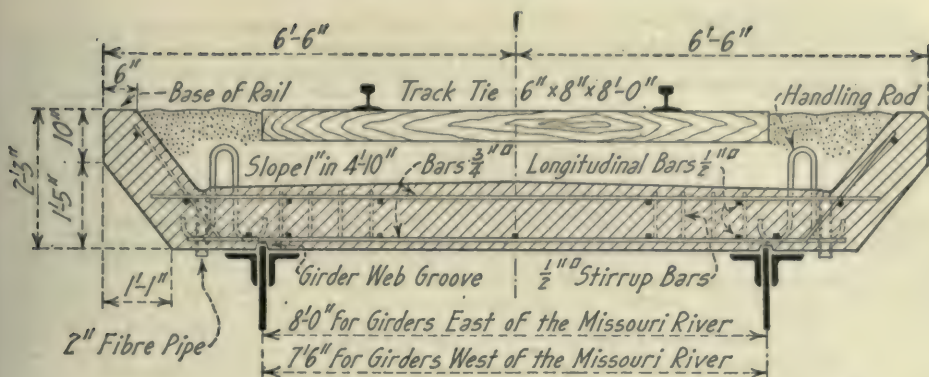 6'-6"
6'-6"
6"
Base of Rail
Track Tie 6"×8"×8'-0"
Handling Rod
10"
2'-3"
1'-5"
Slope 1" in 4'-10"
Bars 3/4"□
Longitudinal Bars 1/2"□
1'-1"
Girder Web Groove
1/2"□ Stirrup Bars
2" Fibre Pipe
8'-0" for Girders East of the Missouri River
7'6" for Girders West of the Missouri River